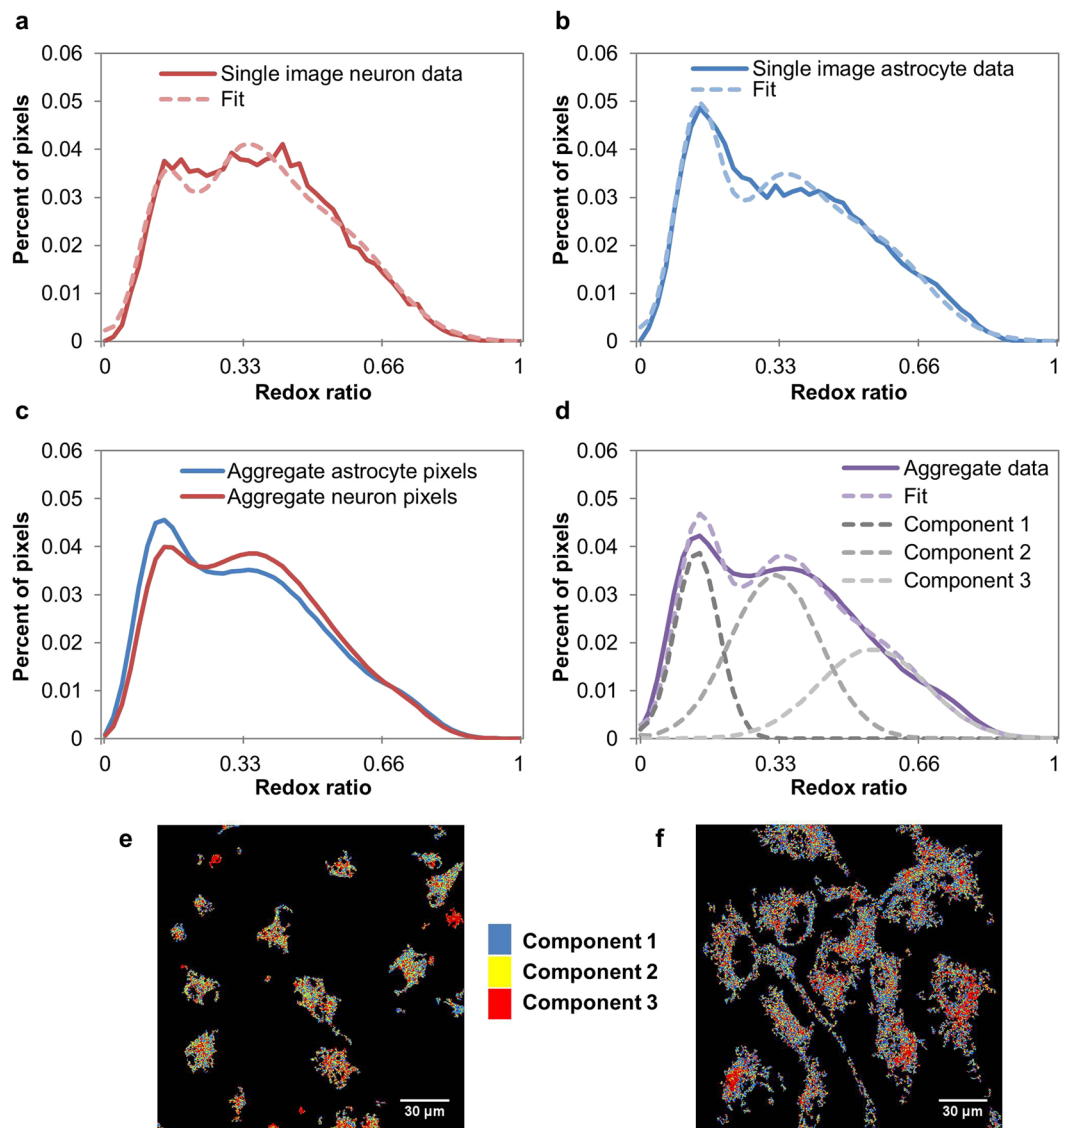 a
0.06
0.05
0.04
0.03
0.02
0.01
0
Percent of pixels
Single image neuron data
Fit
0 0.33 0.66 1
Redox ratio
b
0.06
0.05
0.04
0.03
0.02
0.01
0
Percent of pixels
Single image astrocyte data
Fit
0 0.33 0.66 1
Redox ratio
c
0.06
0.05
0.04
0.03
0.02
0.01
0
Percent of pixels
Aggregate astrocyte pixels
Aggregate neuron pixels
0 0.33 0.66 1
Redox ratio
d
0.06
0.05
0.04
0.03
0.02
0.01
0
Percent of pixels
Aggregate data
Fit
Component 1
Component 2
Component 3
0 0.33 0.66 1
Redox ratio
e
30 µm
Component 1
Component 2
Component 3
f
30 µm